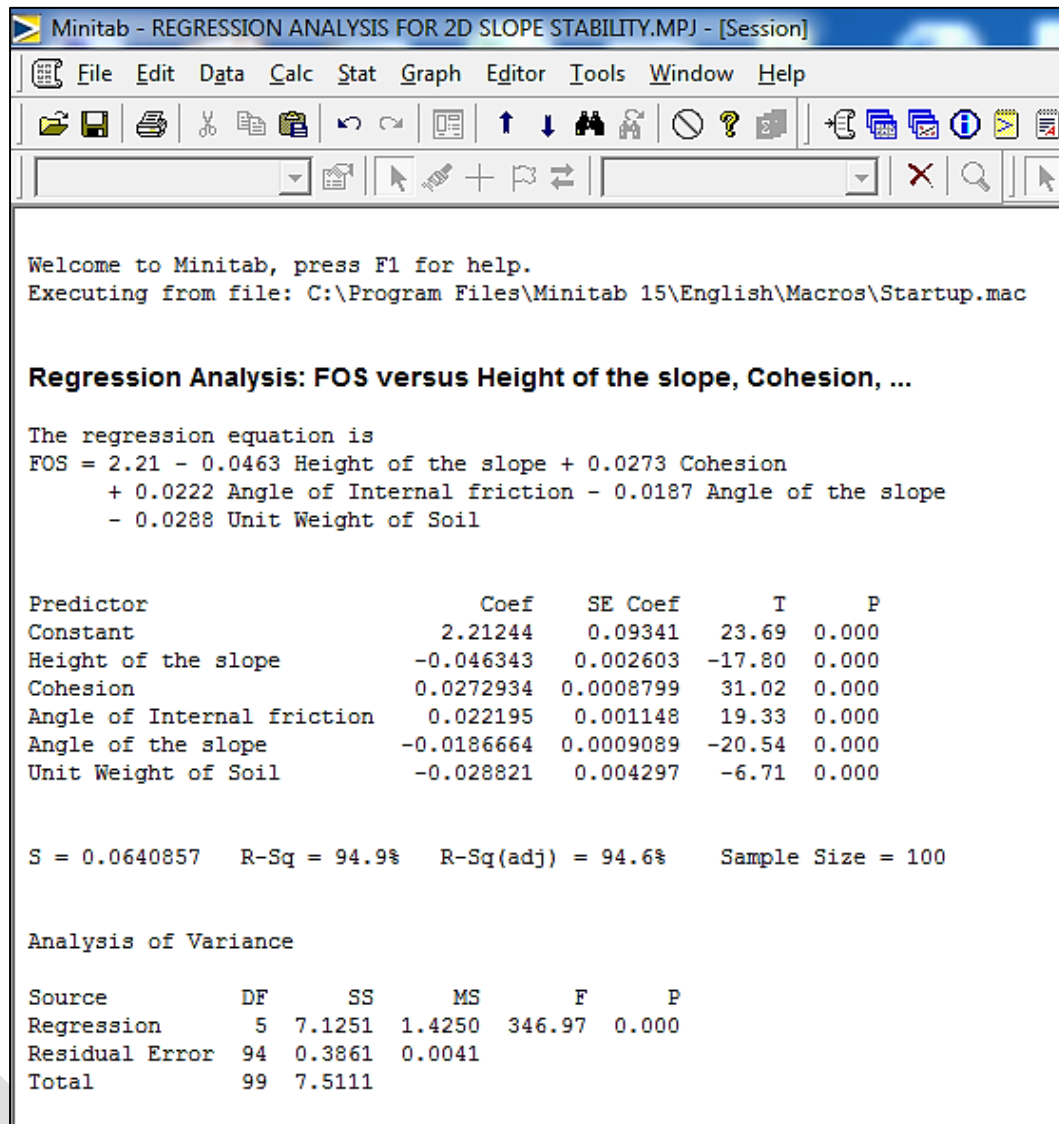 Minitab - REGRESSION ANALYSIS FOR 2D SLOPE STABILITY.MPJ - [Session]
File Edit Data Calc Stat Graph Editor Tools Window Help
Welcome to Minitab, press F1 for help.
Executing from file: C:\Program Files\Minitab 15\English\Macros\Startup.mac
Regression Analysis: FOS versus Height of the slope, Cohesion, ...
The regression equation is
FOS = 2.21 - 0.0463 Height of the slope + 0.0273 Cohesion
+ 0.0222 Angle of Internal friction - 0.0187 Angle of the slope
- 0.0288 Unit Weight of Soil
Predictor Coef SE Coef T P
Constant 2.21244 0.09341 23.69 0.000
Height of the slope -0.046343 0.002603 -17.80 0.000
Cohesion 0.0272934 0.0008799 31.02 0.000
Angle of Internal friction 0.022195 0.001148 19.33 0.000
Angle of the slope -0.0186664 0.0009089 -20.54 0.000
Unit Weight of Soil -0.028821 0.004297 -6.71 0.000
S = 0.0640857 R-Sq = 94.9% R-Sq(adj) = 94.6% Sample Size = 100
Analysis of Variance
Source DF SS MS F P
Regression 5 7.1251 1.4250 346.97 0.000
Residual Error 94 0.3861 0.0041
Total 99 7.5111